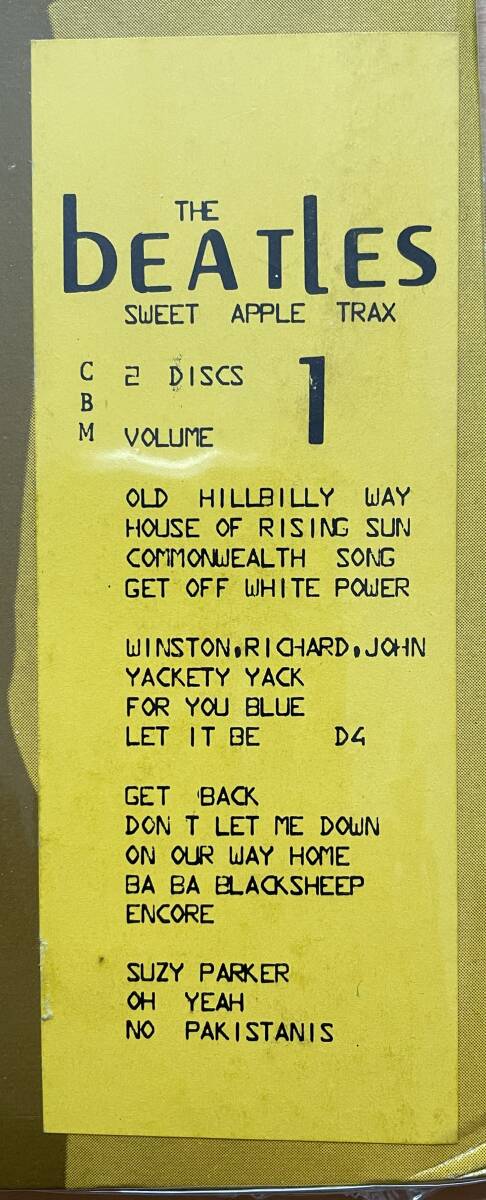 THE
bEATlES
SWEET APPLE TRAX
CBM
2 DISCS
VOLUME 1
OLD HILLBILLY WAY
HOUSE OF RISING SUN
COMMONWEALTH SONG
GET OFF WHITE POWER
WINSTON,RICHARD,JOHN
YACKETY YACK
FOR YOU BLUE
LET IT BE D4
GET BACK
DON T LET ME DOWN
ON OUR WAY HOME
BA BA BLACKSHEEP
ENCORE
SUZY PARKER
OH YEAH
NO PAKISTANIS